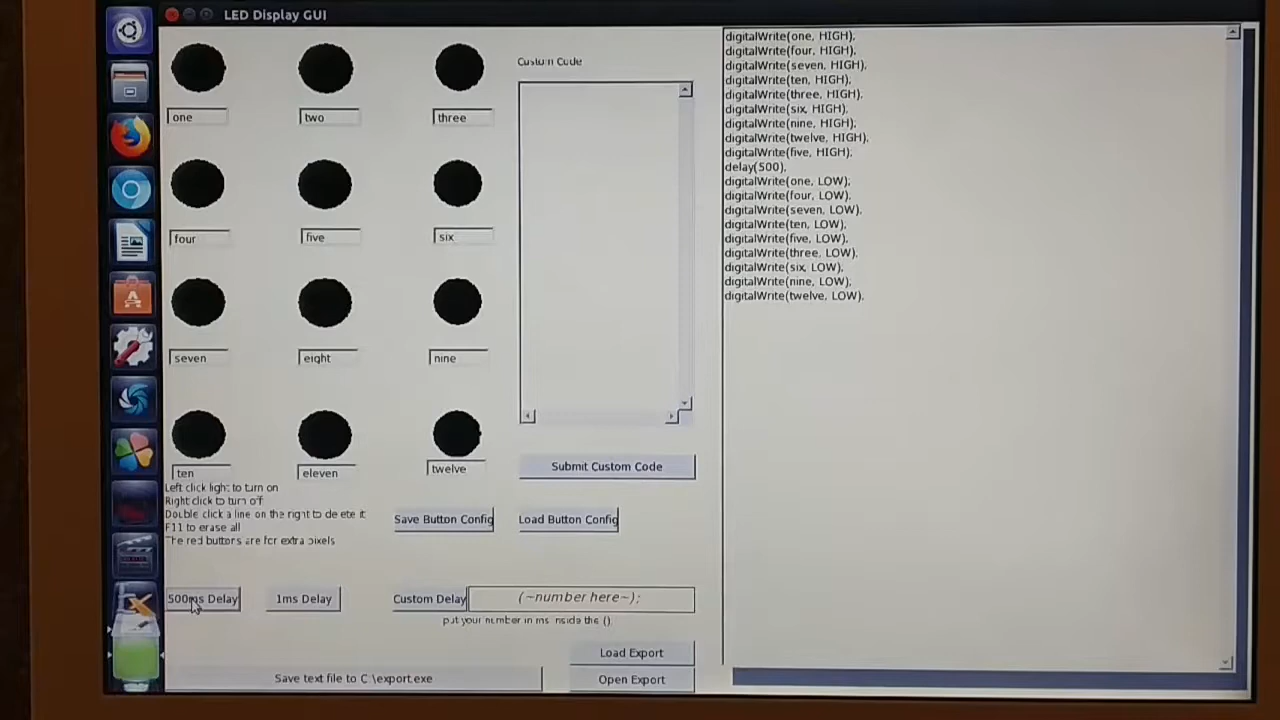 LED Display GUI
one
two
three
four
five
six
seven
eight
nine
ten
eleven
twelve
Left click light to turn on
Right click to turn off
Double click a line on the right to delete it
F11 to erase all
The red buttons are for extra pixels
Custom Code
Submit Custom Code
Save Button Config
Load Button Config
500ms Delay
1ms Delay
Custom Delay
(~number here~);
put your number in ms inside the ().
Load Export
Save text file to C:\export.exe
Open Export
digitalWrite(one, HIGH);
digitalWrite(four, HIGH);
digitalWrite(seven, HIGH);
digitalWrite(ten, HIGH);
digitalWrite(three, HIGH);
digitalWrite(six, HIGH);
digitalWrite(nine, HIGH);
digitalWrite(twelve, HIGH);
digitalWrite(five, HIGH);
delay(500);
digitalWrite(one, LOW);
digitalWrite(four, LOW);
digitalWrite(seven, LOW);
digitalWrite(ten, LOW);
digitalWrite(five, LOW);
digitalWrite(three, LOW);
digitalWrite(six, LOW);
digitalWrite(nine, LOW);
digitalWrite(twelve, LOW);